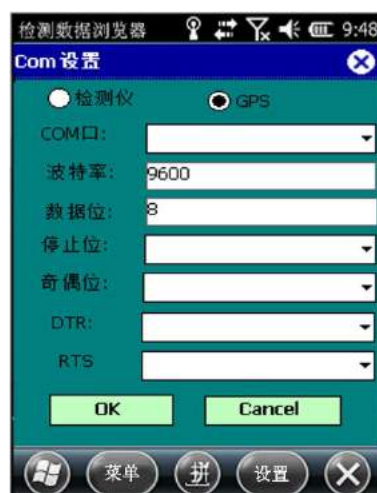 检测数据浏览器 9:48
Com 设置
检测仪 GPS
COM口:
波特率: 9600
数据位: 8
停止位:
奇偶位:
DTR:
RTS
OK Cancel
菜单 拼 设置